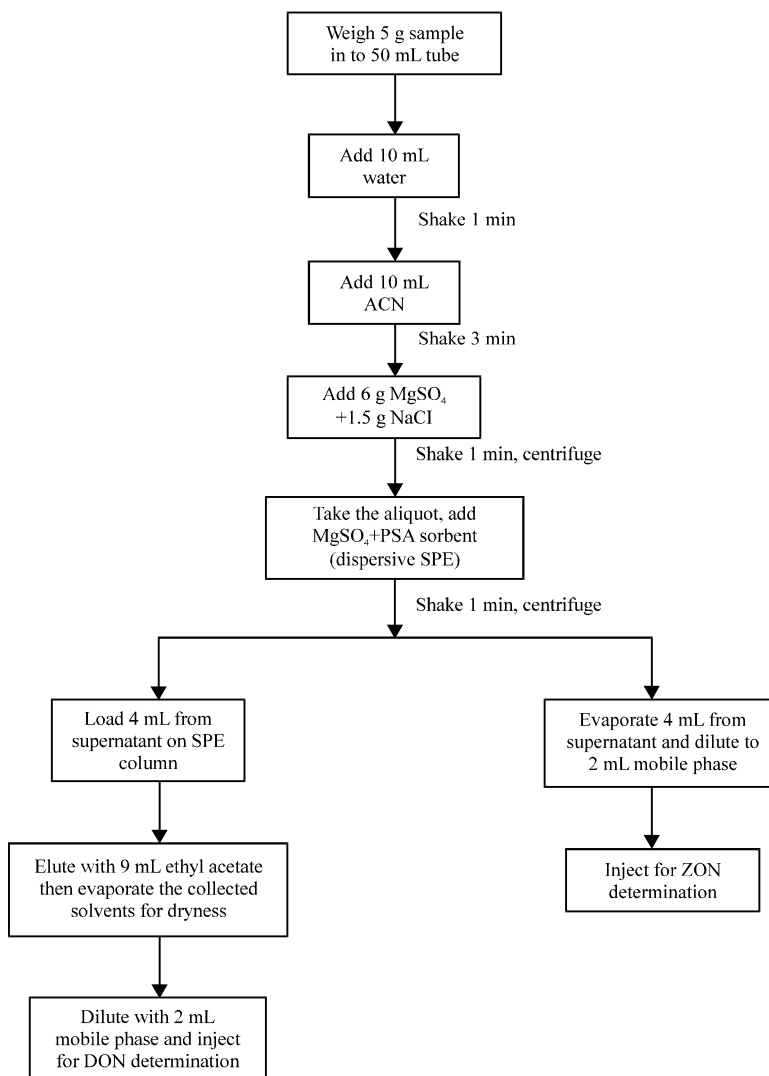 Weigh 5 g sample
in to 50 mL tube
Add 10 mL
water
Shake 1 min
Add 10 mL
ACN
Shake 3 min
Add 6 g MgSO₄
+1.5 g NaCI
Shake 1 min, centrifuge
Take the aliquot, add
MgSO₄+PSA sorbent
(dispersive SPE)
Shake 1 min, centrifuge
Load 4 mL from
supernatant on SPE
column
Elute with 9 mL ethyl acetate
then evaporate the collected
solvents for dryness
Dilute with 2 mL
mobile phase and inject
for DON determination
Evaporate 4 mL from
supernatant and dilute to
2 mL mobile phase
Inject for ZON
determination